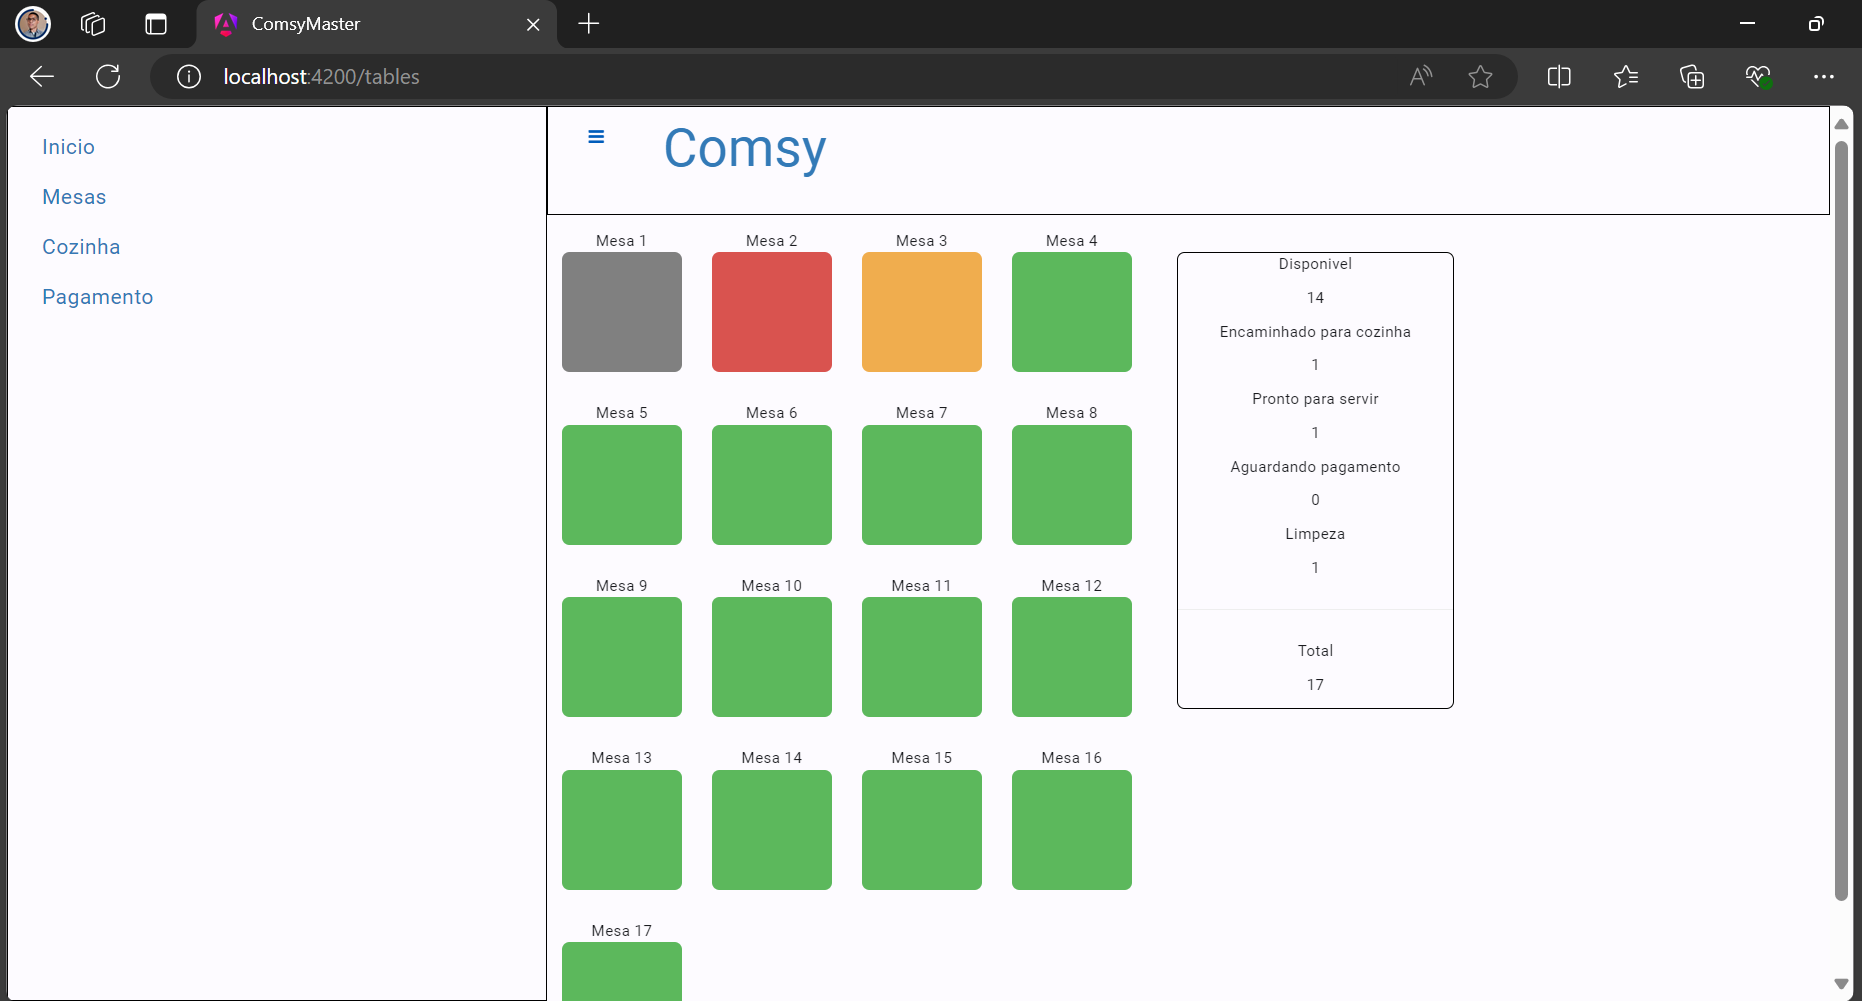 ComsyMaster
localhost:4200/tables
Inicio
Mesas
Cozinha
Pagamento
Comsy
Mesa 1
Mesa 2
Mesa 3
Mesa 4
Mesa 5
Mesa 6
Mesa 7
Mesa 8
Mesa 9
Mesa 10
Mesa 11
Mesa 12
Mesa 13
Mesa 14
Mesa 15
Mesa 16
Mesa 17
Disponivel
14
Encaminhado para cozinha
1
Pronto para servir
1
Aguardando pagamento
0
Limpeza
1
Total
17